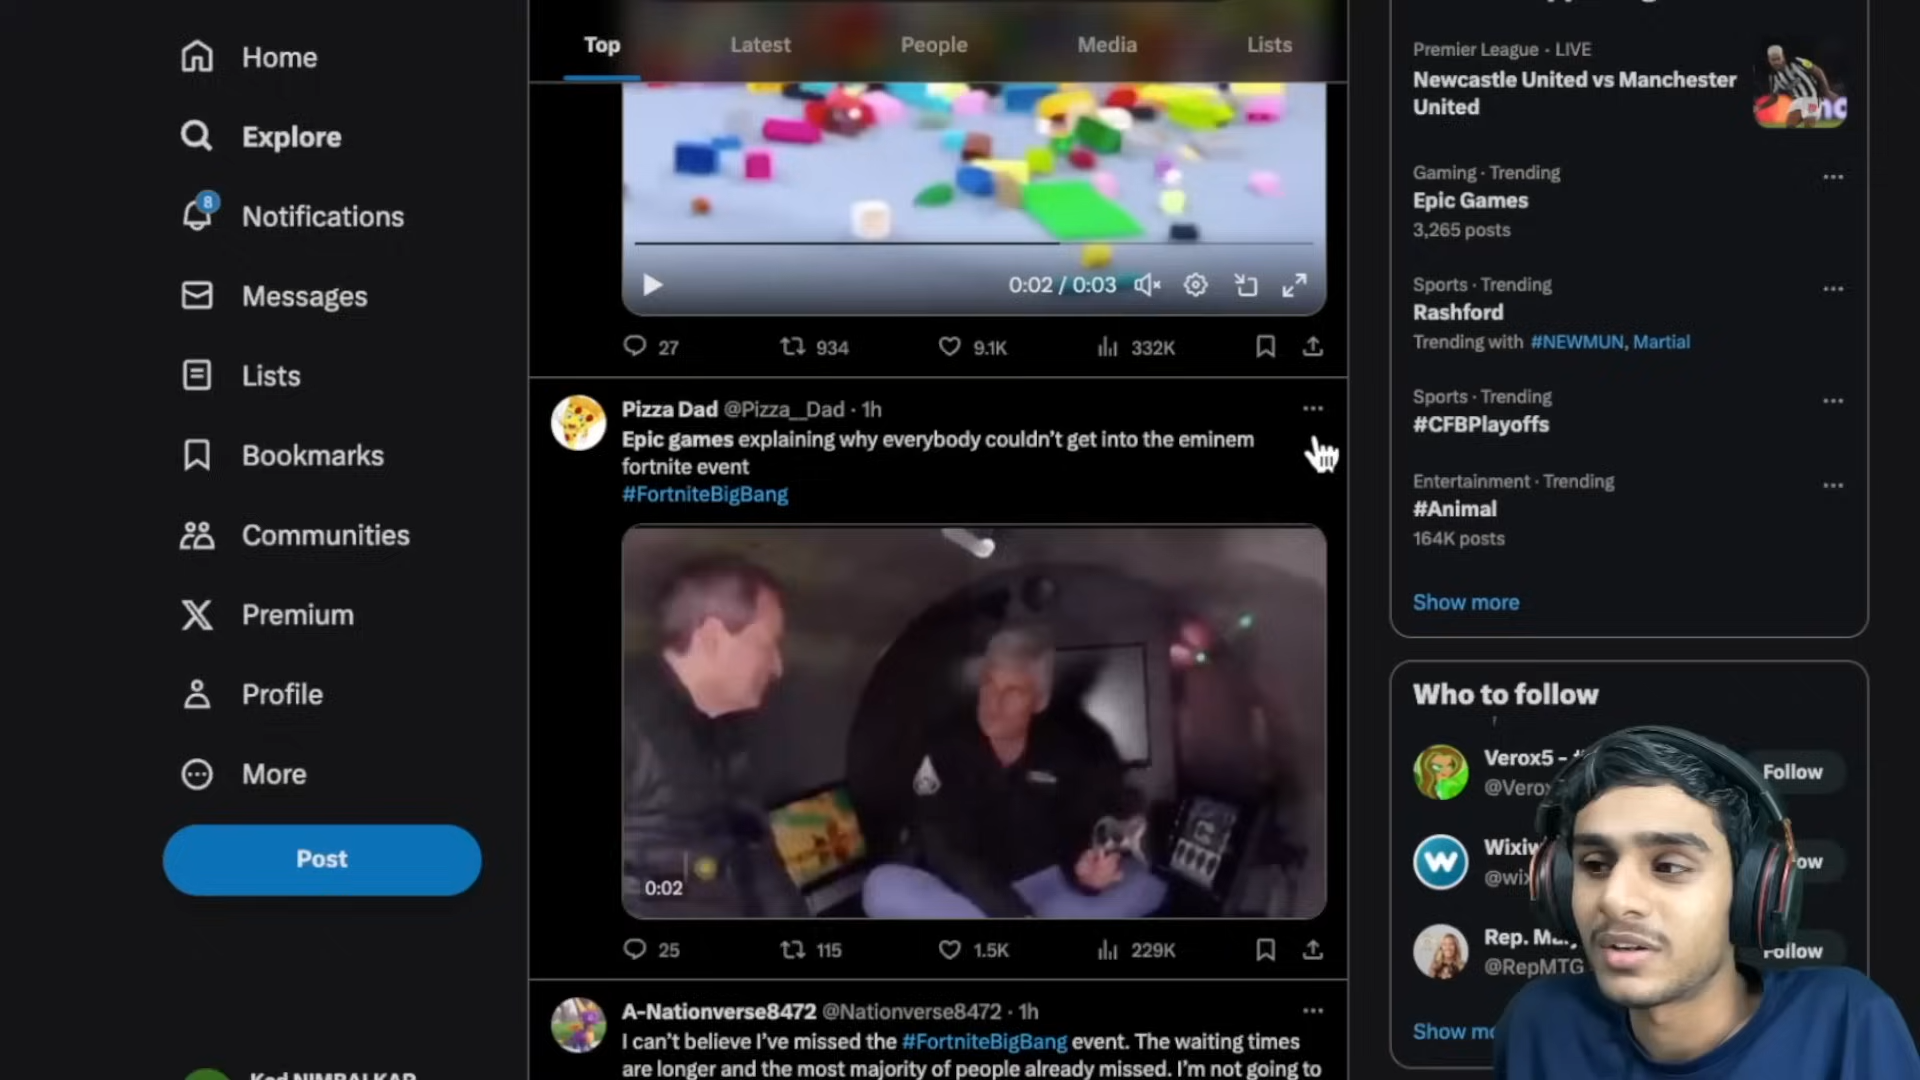 Home
Explore
8
Notifications
Messages
Lists
Bookmarks
Communities
Premium
Profile
More
Post
Top
Latest
People
Media
Lists
0:02 / 0:03
27
934
9.1K
332K
Pizza Dad @Pizza__Dad · 1h
Epic games explaining why everybody couldn't get into the eminem
fortnite event
#FortniteBigBang
0:02
25
115
1.5K
229K
A-Nationverse8472 @Nationverse8472 · 1h
I can't believe I've missed the #FortniteBigBang event. The waiting times
are longer and the most majority of people already missed. I'm not going to
Premier League · LIVE
Newcastle United vs Manchester
United
Gaming · Trending
Epic Games
3,265 posts
Sports · Trending
Rashford
Trending with #NEWMUN, Martial
Sports · Trending
#CFBPlayoffs
Entertainment · Trending
#Animal
164K posts
Show more
Who to follow
Verox5 -
Follow
W
@RepMTG
Follow
Show